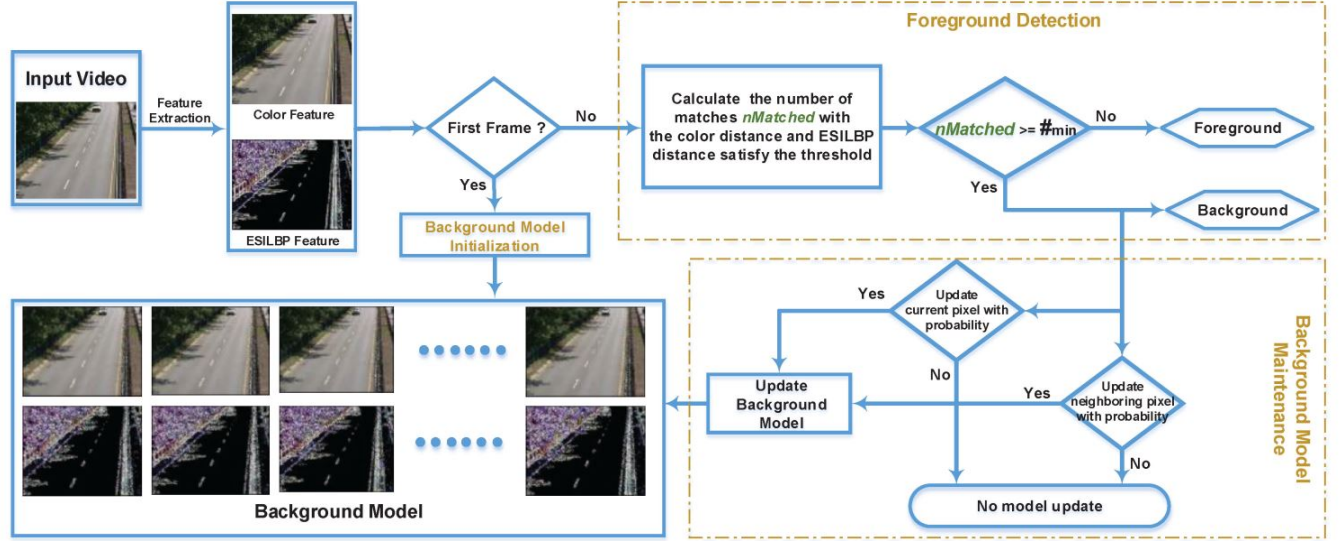 Foreground Detection
Input Video
Feature
Extraction
Color Feature
ESILBP Feature
First Frame ?
No
Yes
Calculate the number of
matches nMatched with
the color distance and ESILBP
distance satisfy the threshold
nMatched >= #min
No
Foreground
Yes
Background
Background Model
Initialization
Background Model
Background Model
Maintenance
Update
current pixel with
probability
Yes
No
Update
neighboring pixel
with probability
Yes
No
Update
Background
Model
No model update